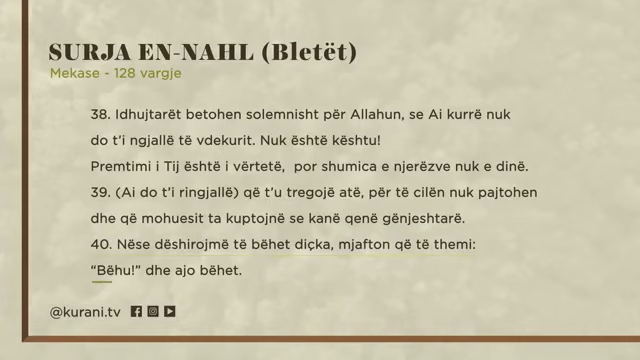 SURJA EN-NAHL (Bletët)
Mekase - 128 vargje
38. Idhujtarët betohen solemnisht për Allahun, se Ai kurrë nuk
do t’i ngjallë të vdekurit. Nuk është kështu!
Premtimi i Tij është i vërtetë, por shumica e njerëzve nuk e dinë.
39. (Ai do t’i ringjallë) që t’u tregojë atë, për të cilën nuk pajtohen
dhe që mohuesit ta kuptojnë se kanë qenë gënjeshtarë.
40. Nëse dëshirojmë të bëhet diçka, mjafton që të themi:
“Bëhu!” dhe ajo bëhet.
@kurani.tv